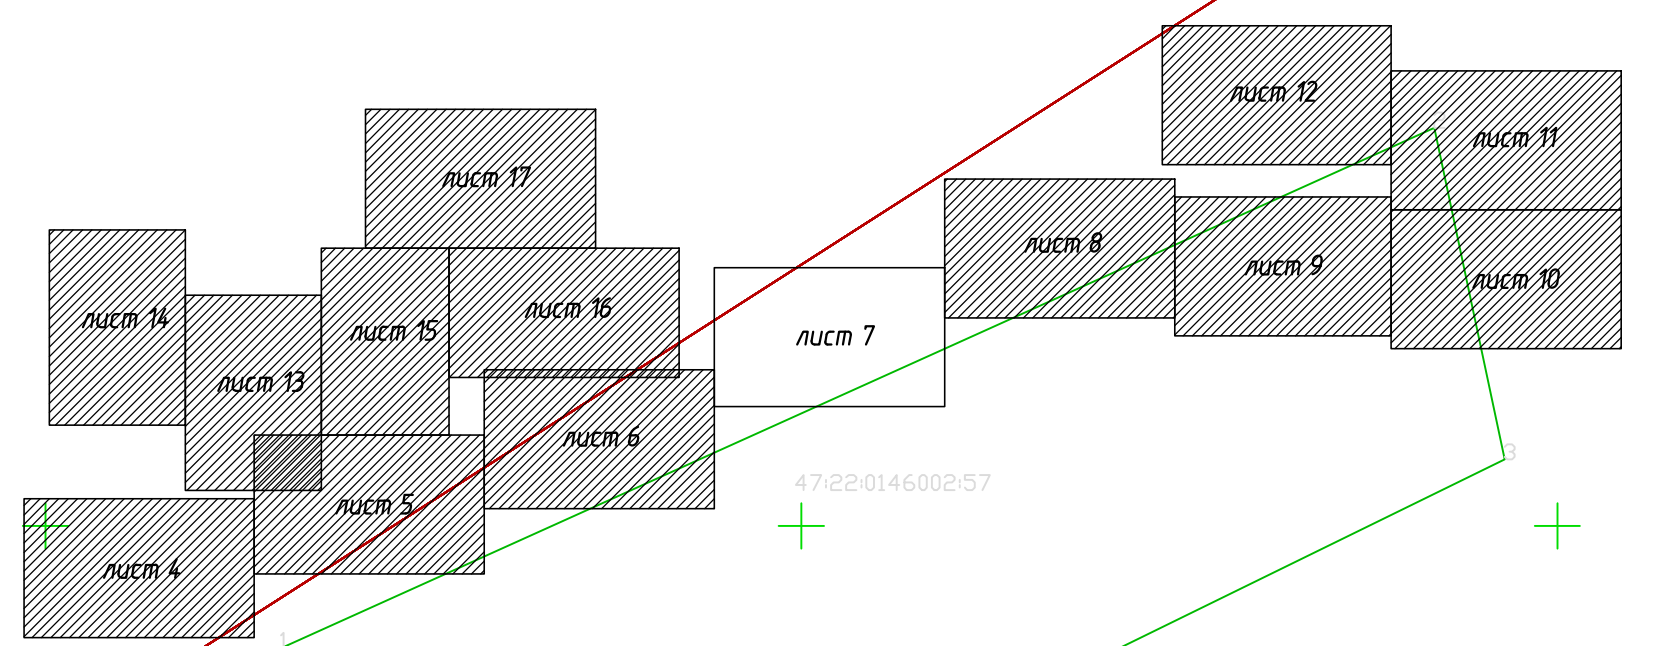 лист 12
лист 11
лист 17
лист 8
лист 9
лист 10
лист 14
лист 15
лист 16
лист 7
лист 13
лист 6
3
47:22:0146002:57
лист 5
лист 4
1